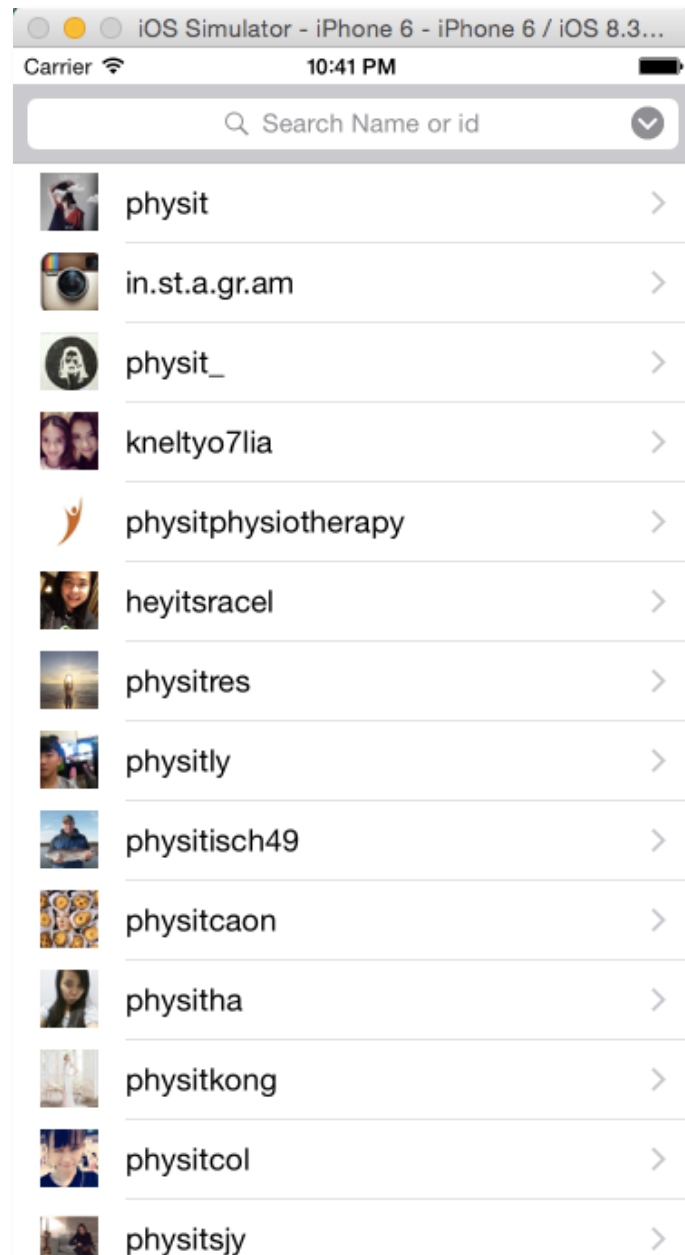 iOS Simulator - iPhone 6 - iPhone 6 / iOS 8.3...
Carrier 10:41 PM
Search Name or id
physit
in.st.a.gr.am
physit_
kneltyo7lia
physitphysiotherapy
heyitsracel
physitres
physitly
physitisch49
physitcaon
physitha
physitkong
physitcol
physitsjy